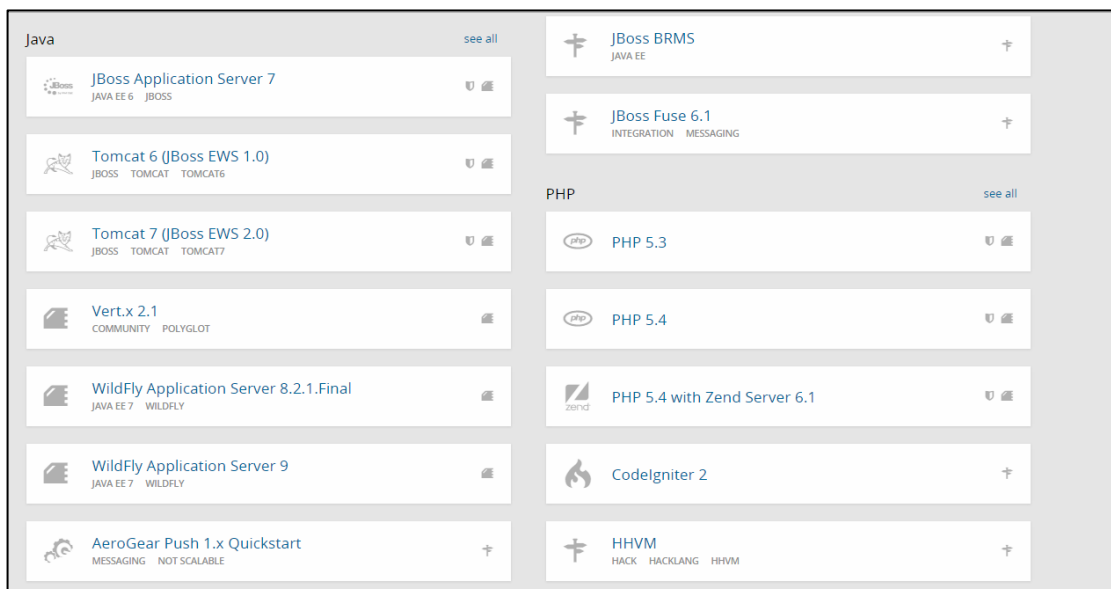 Java
see all
JBoss
JBoss Application Server 7
JAVA EE 6 JBOSS
Tomcat 6 (JBoss EWS 1.0)
JBOSS TOMCAT TOMCAT6
Tomcat 7 (JBoss EWS 2.0)
JBOSS TOMCAT TOMCAT7
Vert.x 2.1
COMMUNITY POLYGLOT
WildFly Application Server 8.2.1.Final
JAVA EE 7 WILDFLY
WildFly Application Server 9
JAVA EE 7 WILDFLY
AeroGear Push 1.x Quickstart
MESSAGING NOT SCALABLE
JBoss BRMS
JAVA EE
JBoss Fuse 6.1
INTEGRATION MESSAGING
PHP
see all
php
PHP 5.3
php
PHP 5.4
zend
PHP 5.4 with Zend Server 6.1
CodeIgniter 2
HHVM
HACK HACKLANG HHVM